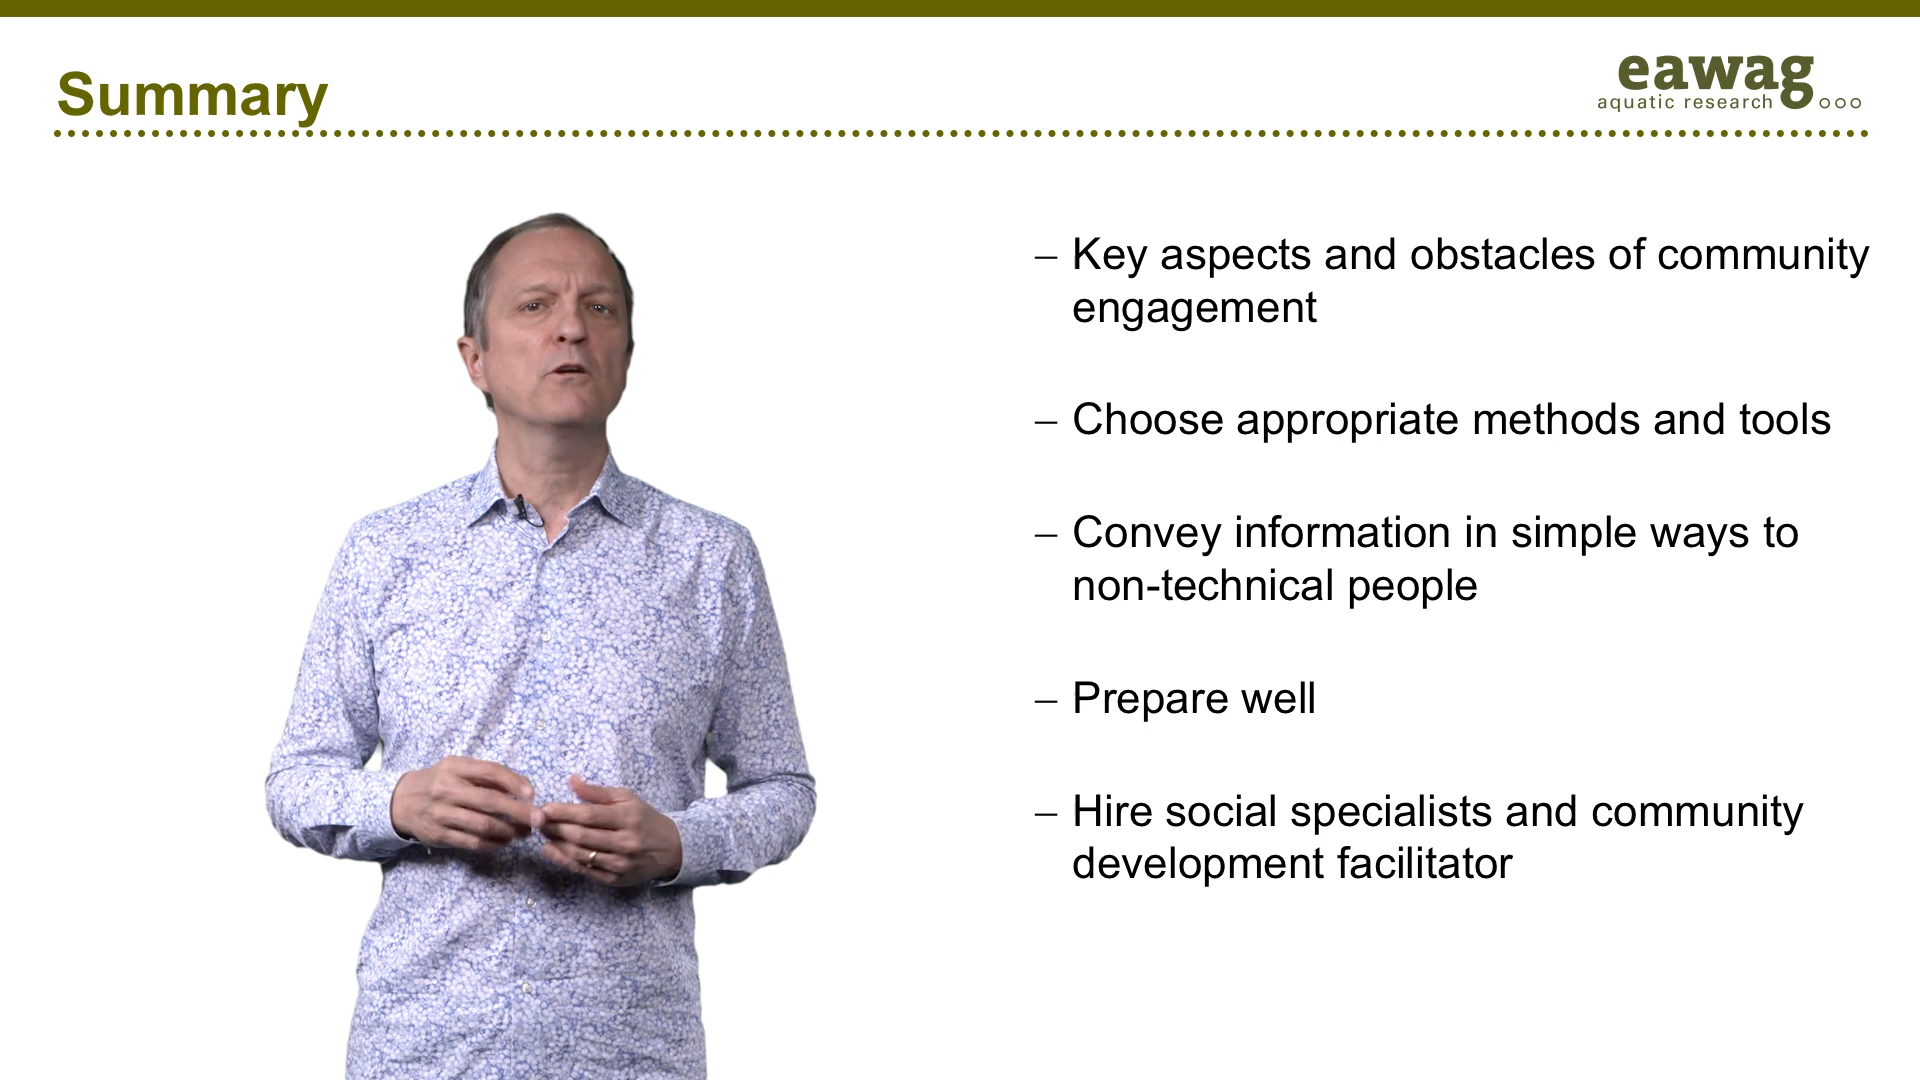 Summary
eawag
aquatic research
– Key aspects and obstacles of community
engagement
– Choose appropriate methods and tools
– Convey information in simple ways to
non-technical people
– Prepare well
– Hire social specialists and community
development facilitator